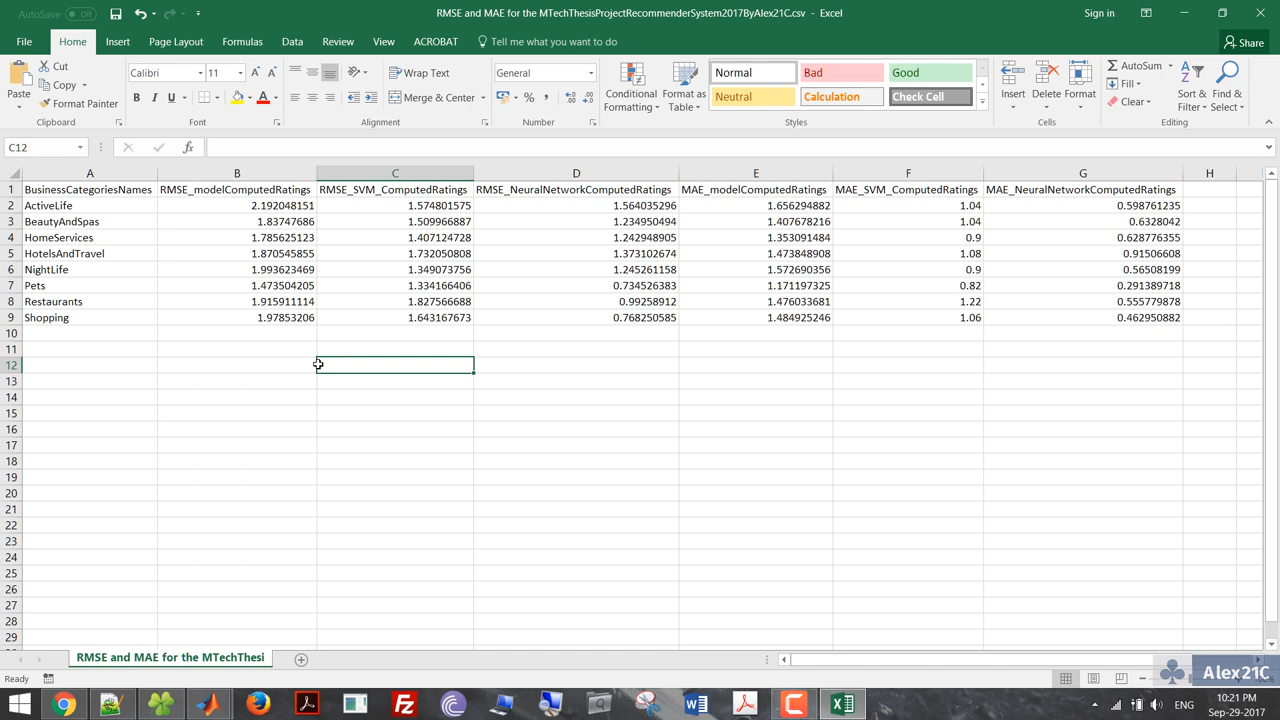 AutoSave Off
RMSE and MAE for the MTechThesisProjectRecommenderSystem2017ByAlex21C.csv - Excel
Sign in
File Home Insert Page Layout Formulas Data Review View ACROBAT Tell me what you want to do Share
Paste
Cut
Copy
Format Painter
Clipboard
Calibri 11
B I U
Font
Wrap Text
Merge & Center
Alignment
General
Number
Conditional Formatting
Format as Table
Normal Bad Good
Neutral Calculation Check Cell
Styles
Insert Delete Format
Cells
AutoSum
Fill
Clear
Sort & Filter
Find & Select
Editing
C12 fx
A B C D E F G H
1 BusinessCategoriesNames RMSE_modelComputedRatings RMSE_SVM_ComputedRatings RMSE_NeuralNetworkComputedRatings MAE_modelComputedRatings MAE_SVM_ComputedRatings MAE_NeuralNetworkComputedRatings
2 ActiveLife 2.192048151 1.574801575 1.564035296 1.656294882 1.04 0.598761235
3 BeautyAndSpas 1.83747686 1.509966887 1.234950494 1.407678216 1.04 0.6328042
4 HomeServices 1.785625123 1.407124728 1.242948905 1.353091484 0.9 0.628776355
5 HotelsAndTravel 1.870545855 1.732050808 1.373102674 1.473848908 1.08 0.91506608
6 NightLife 1.993623469 1.349073756 1.245261158 1.572690356 0.9 0.56508199
7 Pets 1.473504205 1.334166406 0.734526383 1.171197325 0.82 0.291389718
8 Restaurants 1.915911114 1.827566688 0.99258912 1.476033681 1.22 0.555779878
9 Shopping 1.97853206 1.643167673 0.768250585 1.484925246 1.06 0.462950882
10
11
12
13
14
15
16
17
18
19
20
21
22
23
24
25
26
27
28
29
RMSE and MAE for the MTechThesi
Ready
Alex21C
ENG
10:21 PM
Sep-29-2017